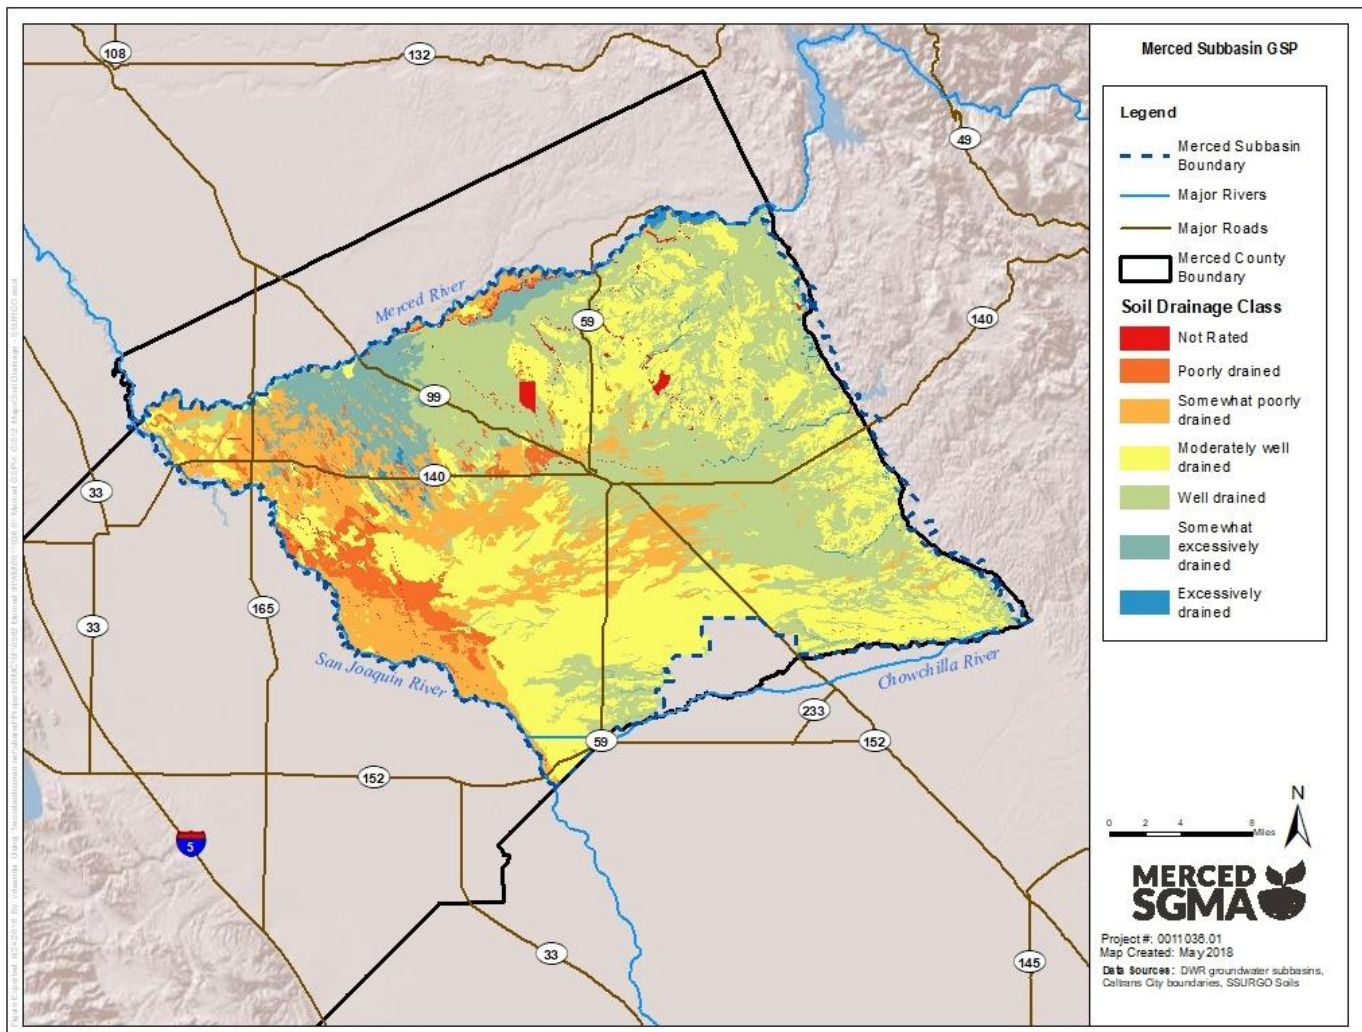 Merced Subbasin GSP
Legend
Merced Subbasin
Boundary
Major Rivers
Major Roads
Merced County
Boundary
Soil Drainage Class
Not Rated
Poorly drained
Somewhat poorly
drained
Moderately well
drained
Well drained
Somewhat
excessively
drained
Excessively
drained
108
132
49
Merced River
59
140
99
140
33
165
33
San Joaquin River
Chowchilla River
233
59
152
152
5
33
145
N
0 2 4 8
Miles
MERCED
SGMA
Project #: 0011036.01
Map Created: May 2018
Data Sources: DWR groundwater subbasins,
Caltrans City boundaries, SSURGO Soils